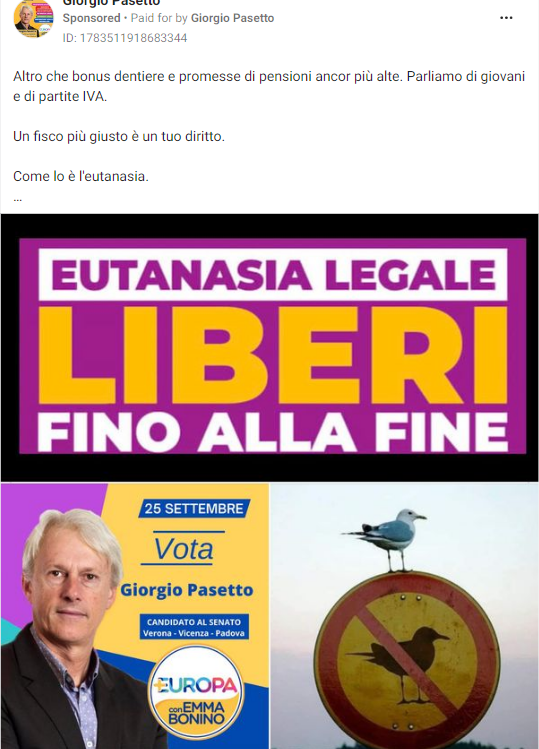 Giorgio Pasetto
Sponsored • Paid for by Giorgio Pasetto
ID: 1783511918683344
Altro che bonus dentiere e promesse di pensioni ancor più alte. Parliamo di giovani
e di partite IVA.
Un fisco più giusto è un tuo diritto.
Come lo è l'eutanasia.
...
EUTANASIA LEGALE
LIBERI
FINO ALLA FINE
25 SETTEMBRE
Vota
Giorgio Pasetto
CANDIDATO AL SENATO
Verona - Vicenza - Padova
+EUROPA
con EMMA
BONINO